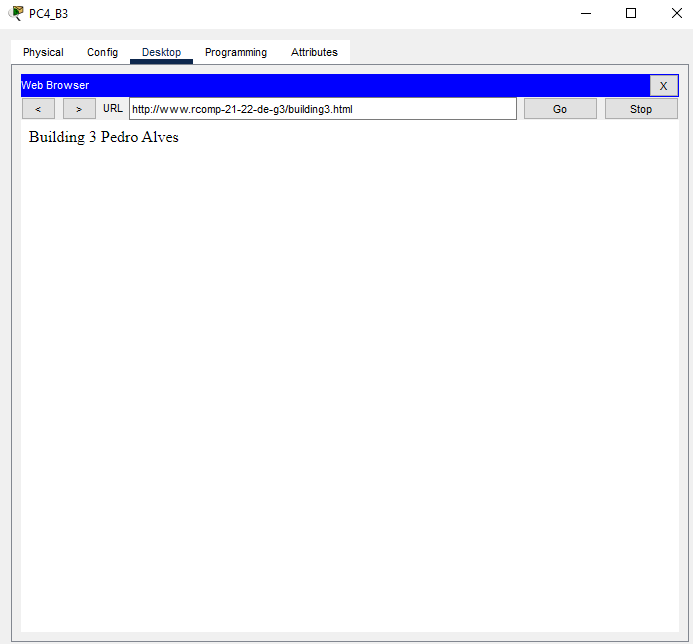 PC4_B3
Physical Config Desktop Programming Attributes
Web Browser X
< > URL http://www.rcomp-21-22-de-g3/building3.html Go Stop
Building 3 Pedro Alves